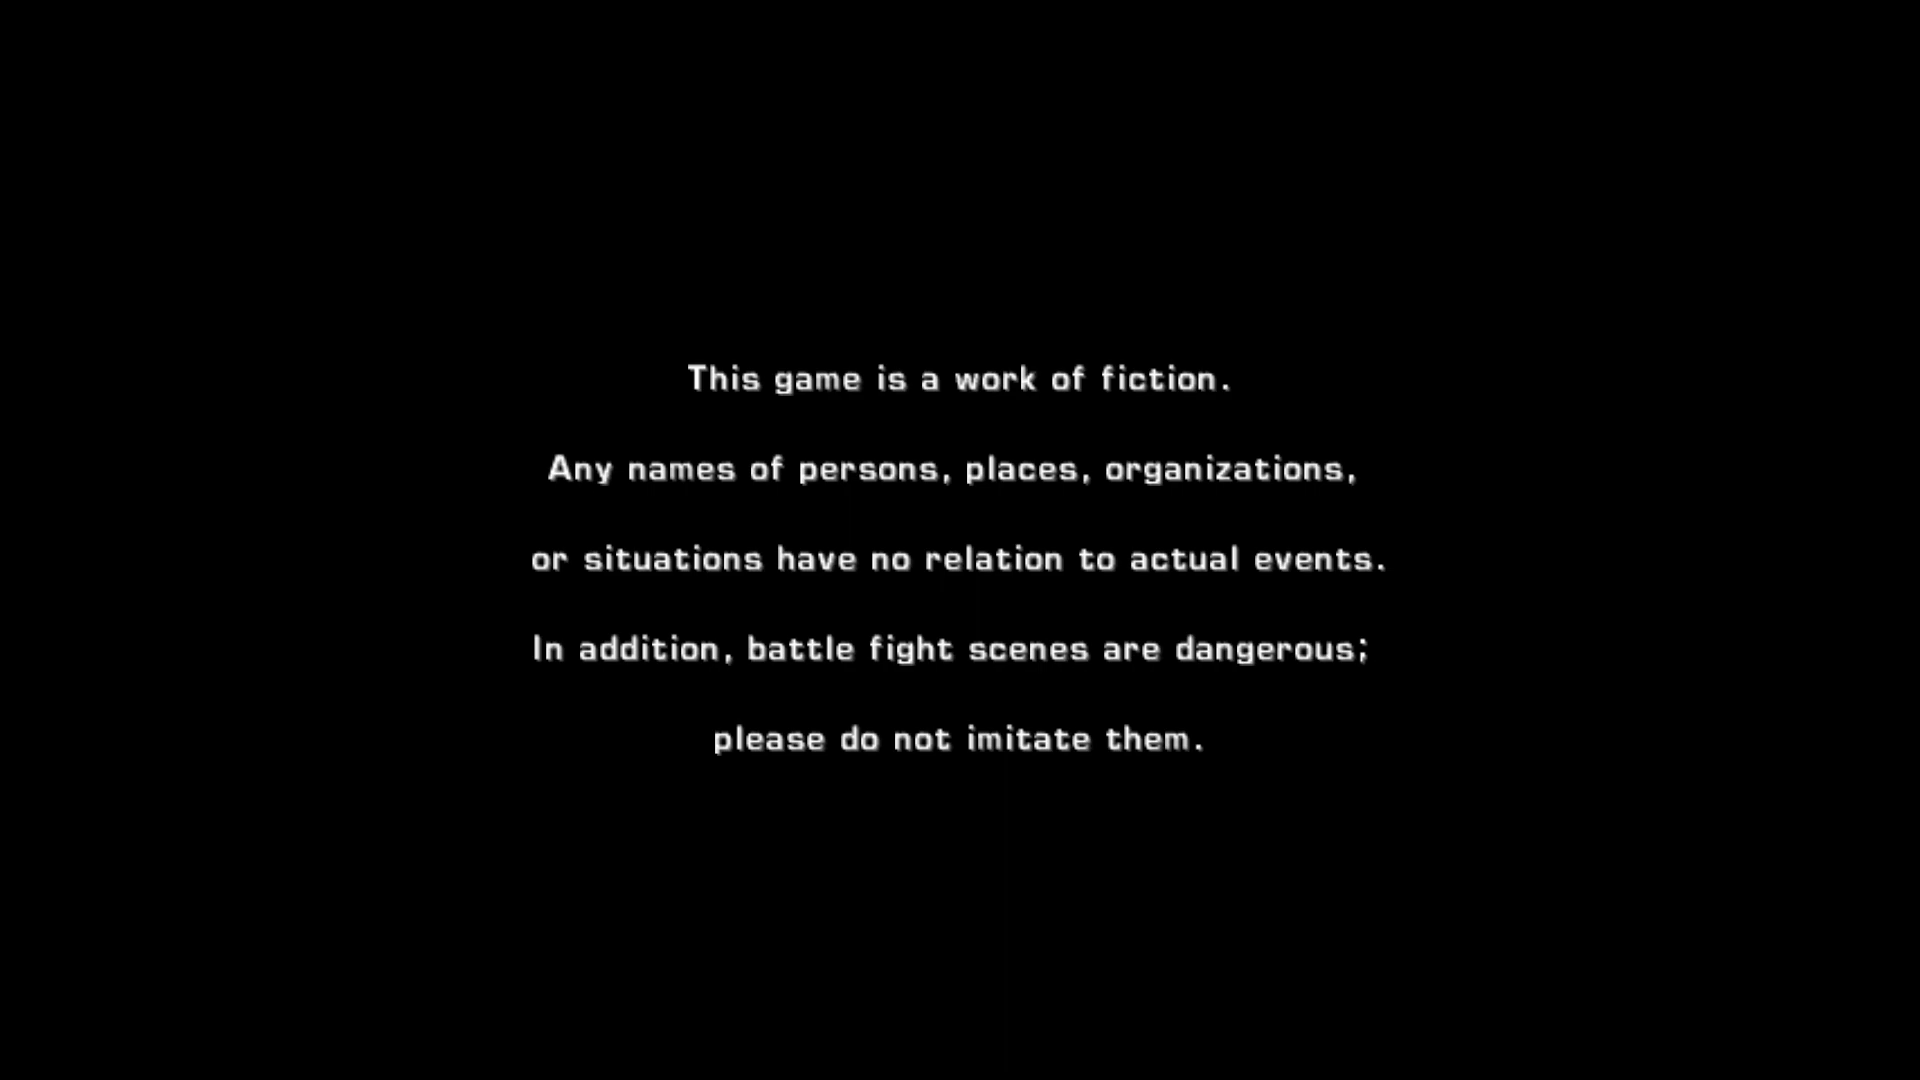 This game is a work of fiction.
Any names of persons, places, organizations,
or situations have no relation to actual events.
In addition, battle fight scenes are dangerous;
please do not imitate them.